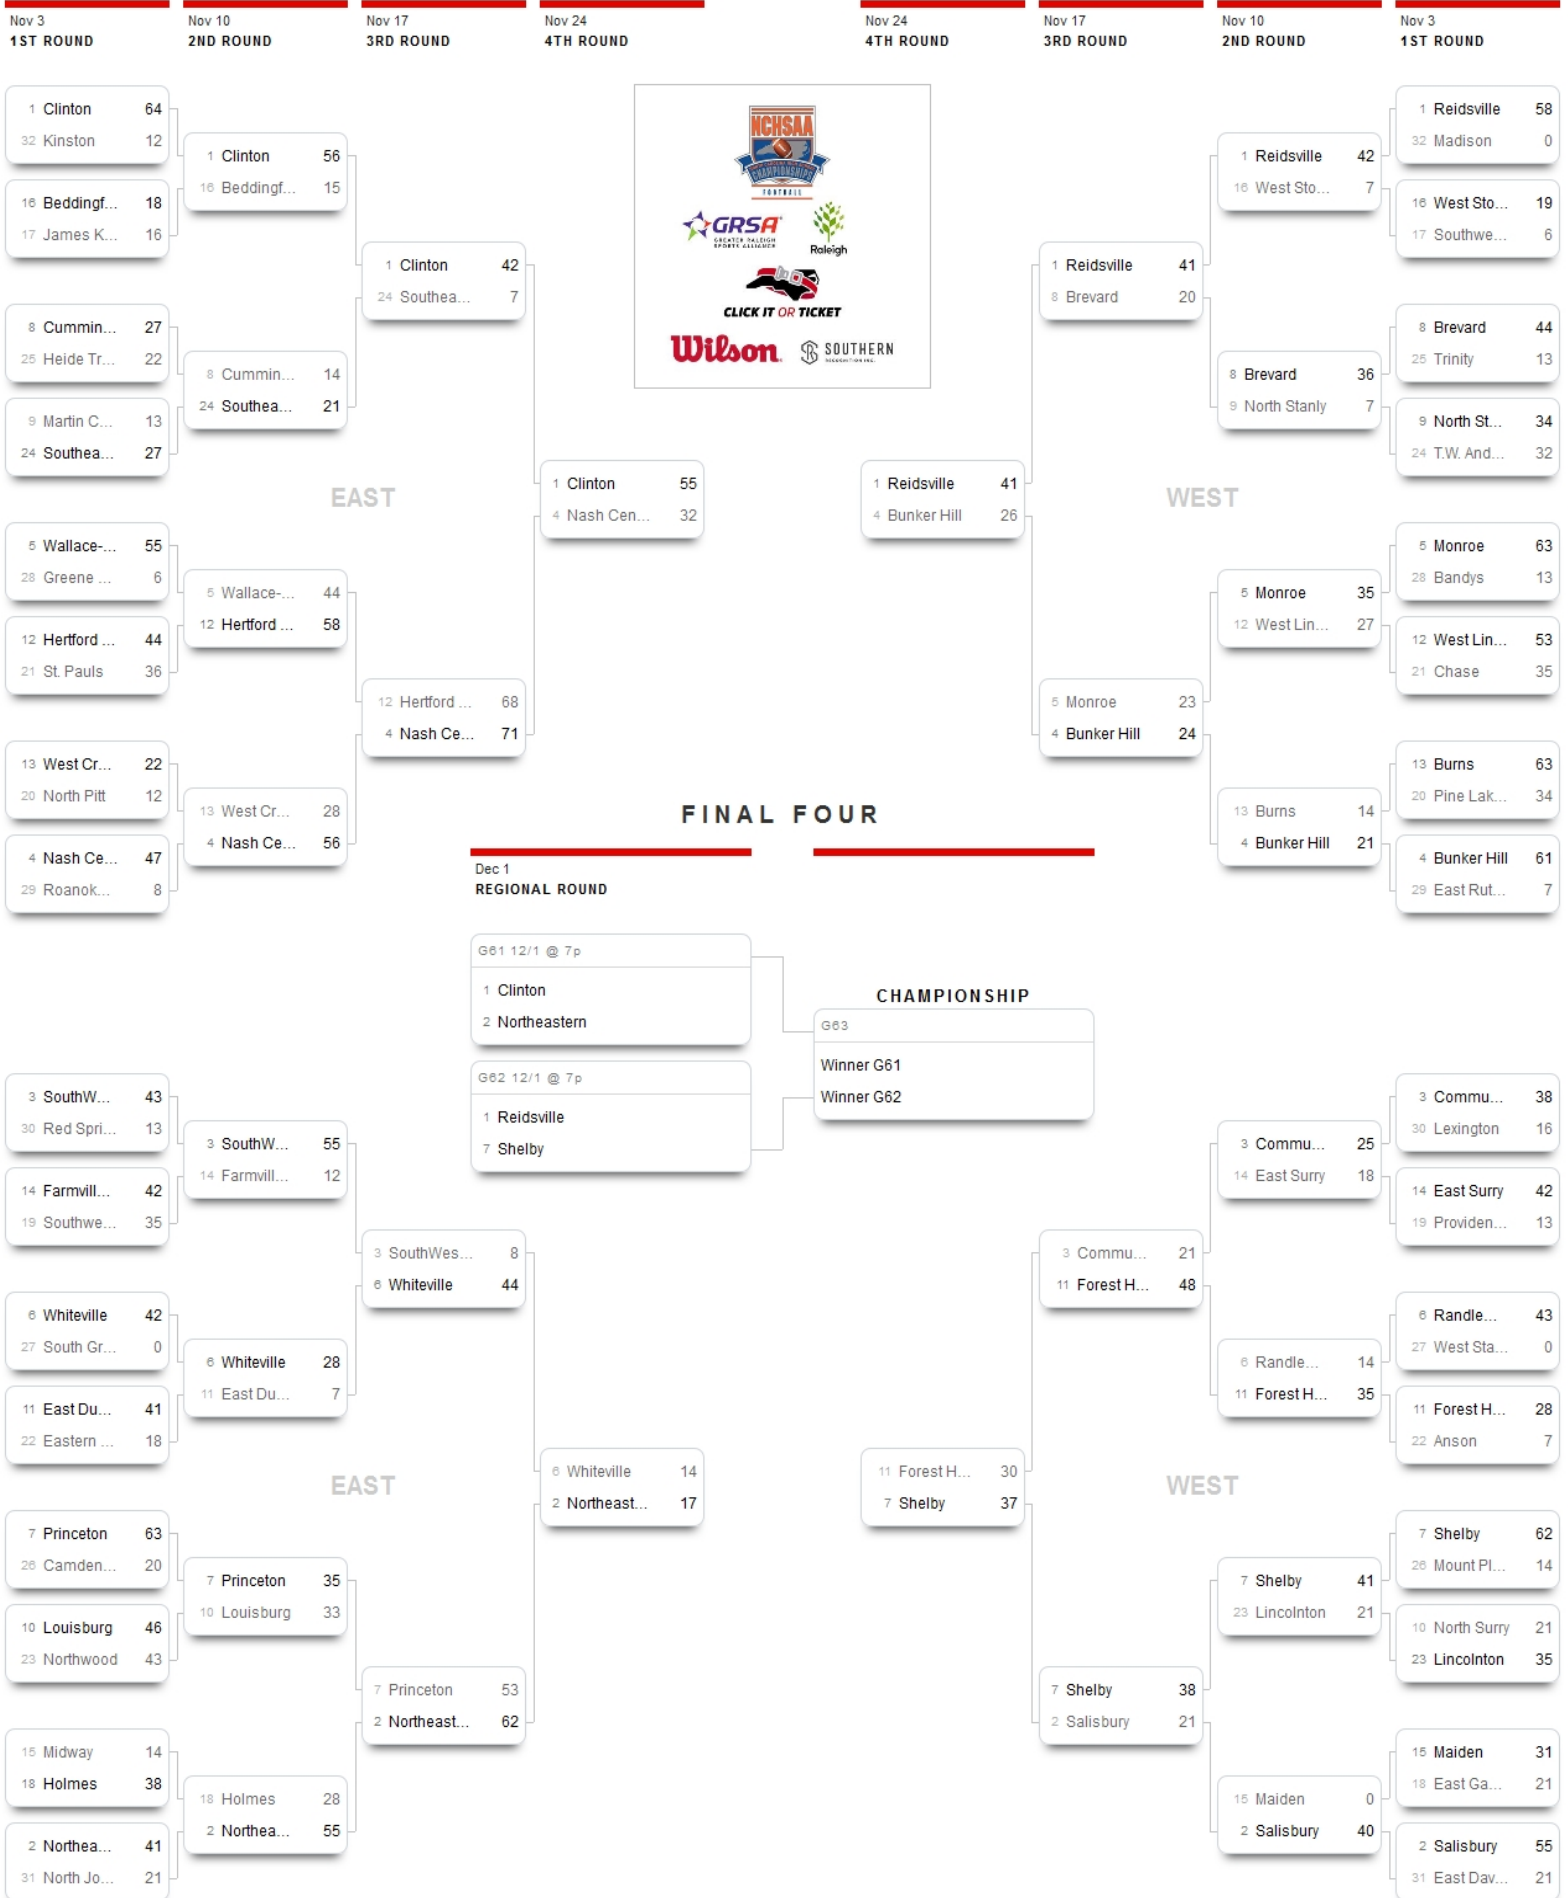 Nov 3
1ST ROUND
Nov 10
2ND ROUND
Nov 17
3RD ROUND
Nov 24
4TH ROUND
Nov 24
4TH ROUND
Nov 17
3RD ROUND
Nov 10
2ND ROUND
Nov 3
1ST ROUND
1 Clinton 64
32 Kinston 12
16 Beddingf... 18
17 James K... 16
8 Cummin... 27
25 Heide Tr... 22
9 Martin C... 13
24 Southea... 27
5 Wallace-... 55
28 Greene ... 6
12 Hertford ... 44
21 St. Pauls 36
13 West Cr... 22
20 North Pitt 12
4 Nash Ce... 47
29 Roanok... 8
1 Clinton 56
16 Beddingf... 15
8 Cummin... 14
24 Southea... 21
5 Wallace-... 44
12 Hertford ... 58
13 West Cr... 28
4 Nash Ce... 56
1 Clinton 42
24 Southea... 7
12 Hertford ... 68
4 Nash Ce... 71
EAST
1 Clinton 55
4 Nash Cen... 32
NCHSAA
CHAMPIONSHIPS
FOOTBALL
GRSA
GREATER RALEIGH
SPORTS ALLIANCE
Raleigh
CLICK IT OR TICKET
Wilson
SOUTHERN
RECOGNITION INC.
1 Reidsville 41
4 Bunker Hill 26
WEST
1 Reidsville 41
8 Brevard 20
5 Monroe 23
4 Bunker Hill 24
1 Reidsville 42
16 West Sto... 7
8 Brevard 36
9 North Stanly 7
5 Monroe 35
12 West Lin... 27
13 Burns 14
4 Bunker Hill 21
1 Reidsville 58
32 Madison 0
16 West Sto... 19
17 Southwe... 6
8 Brevard 44
25 Trinity 13
9 North St... 34
24 T.W. And... 32
5 Monroe 63
28 Bandys 13
12 West Lin... 53
21 Chase 35
13 Burns 63
20 Pine Lak... 34
4 Bunker Hill 61
29 East Rut... 7
FINAL FOUR
Dec 1
REGIONAL ROUND
G61 12/1 @ 7p
1 Clinton
2 Northeastern
G62 12/1 @ 7p
1 Reidsville
7 Shelby
CHAMPIONSHIP
G63
Winner G61
Winner G62
3 SouthW... 43
30 Red Spri... 13
14 Farmvill... 42
19 Southwe... 35
6 Whiteville 42
27 South Gr... 0
11 East Du... 41
22 Eastern ... 18
7 Princeton 63
26 Camden... 20
10 Louisburg 46
23 Northwood 43
15 Midway 14
18 Holmes 38
2 Northea... 41
31 North Jo... 21
3 SouthW... 55
14 Farmvill... 12
6 Whiteville 28
11 East Du... 7
7 Princeton 35
10 Louisburg 33
18 Holmes 28
2 Northea... 55
3 SouthWes... 8
6 Whiteville 44
7 Princeton 53
2 Northeast... 62
EAST
6 Whiteville 14
2 Northeast... 17
11 Forest H... 30
7 Shelby 37
WEST
3 Commu... 21
11 Forest H... 48
7 Shelby 38
2 Salisbury 21
3 Commu... 25
14 East Surry 18
6 Randle... 14
11 Forest H... 35
7 Shelby 41
23 Lincolnton 21
15 Maiden 0
2 Salisbury 40
3 Commu... 38
30 Lexington 16
14 East Surry 42
19 Providen... 13
6 Randle... 43
27 West Sta... 0
11 Forest H... 28
22 Anson 7
7 Shelby 62
26 Mount Pl... 14
10 North Surry 21
23 Lincolnton 35
15 Maiden 31
18 East Ga... 21
2 Salisbury 55
31 East Dav... 21